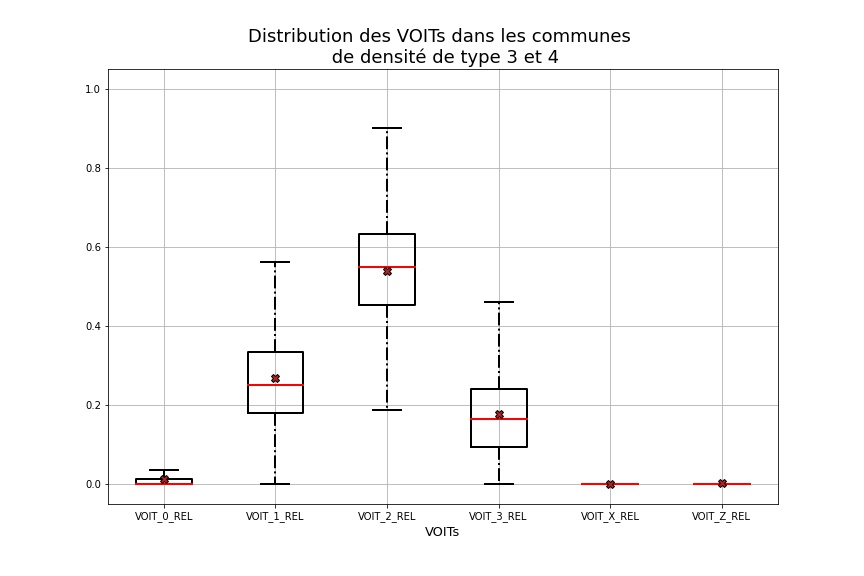 Distribution des VOITs dans les communes
de densité de type 3 et 4
1.0
0.8
0.6
0.4
0.2
0.0
VOIT_0_REL VOIT_1_REL VOIT_2_REL VOIT_3_REL VOIT_X_REL VOIT_Z_REL
VOITs